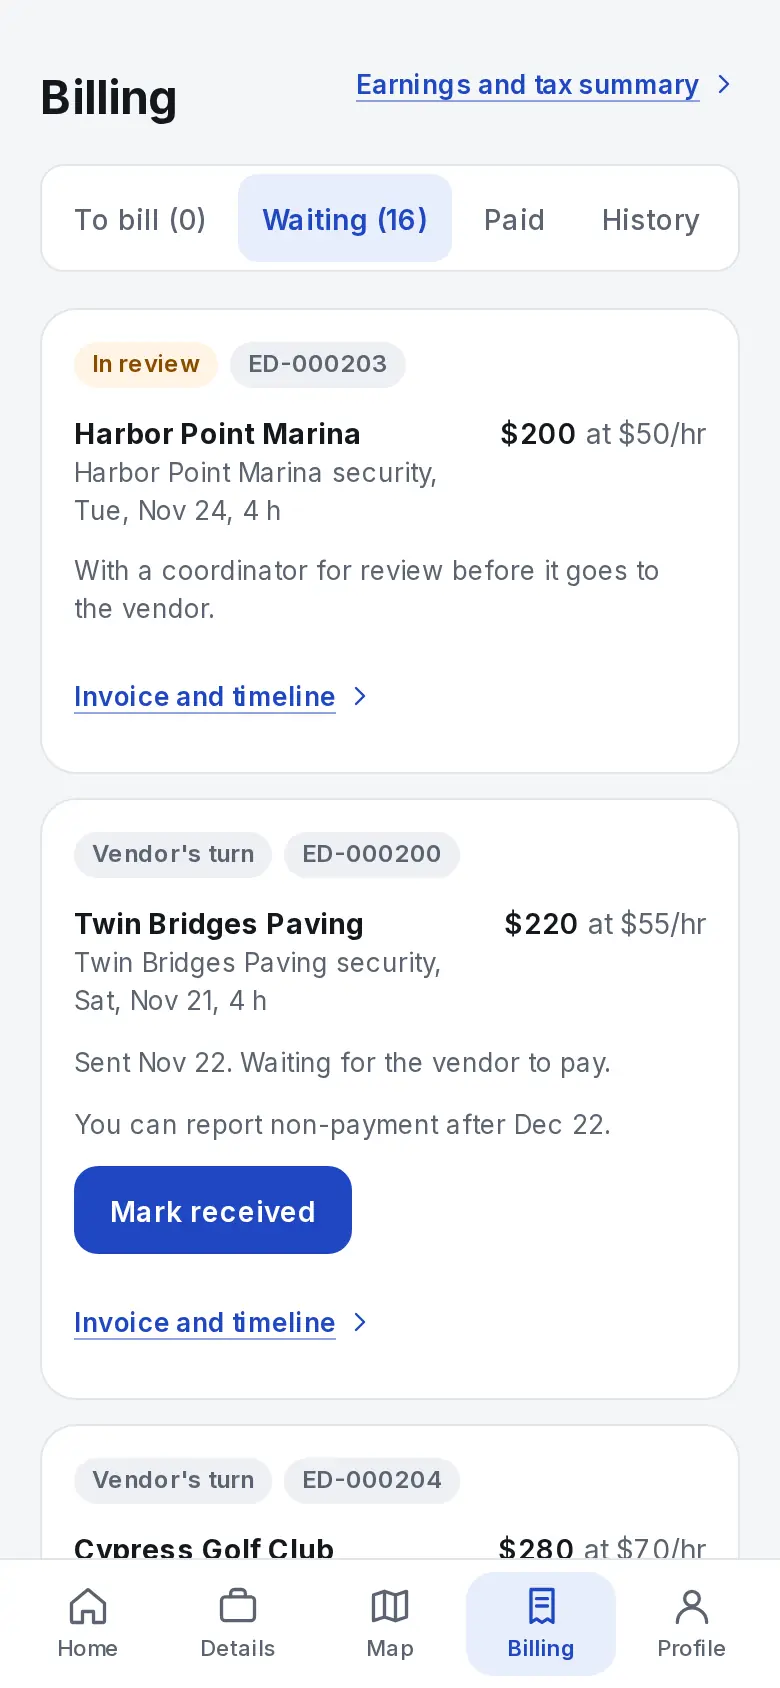 Billing
Earnings and tax summary
To bill (0)
Waiting (16)
Paid
History
In review
ED-000203
Harbor Point Marina
$200 at $50/hr
Harbor Point Marina security,
Tue, Nov 24, 4 h
With a coordinator for review before it goes to
the vendor.
Invoice and timeline
Vendor's turn
ED-000200
Twin Bridges Paving
$220 at $55/hr
Twin Bridges Paving security,
Sat, Nov 21, 4 h
Sent Nov 22. Waiting for the vendor to pay.
You can report non-payment after Dec 22.
Mark received
Invoice and timeline
Vendor's turn
ED-000204
Cypress Golf Club
$280 at $70/hr
Home
Details
Map
Billing
Profile